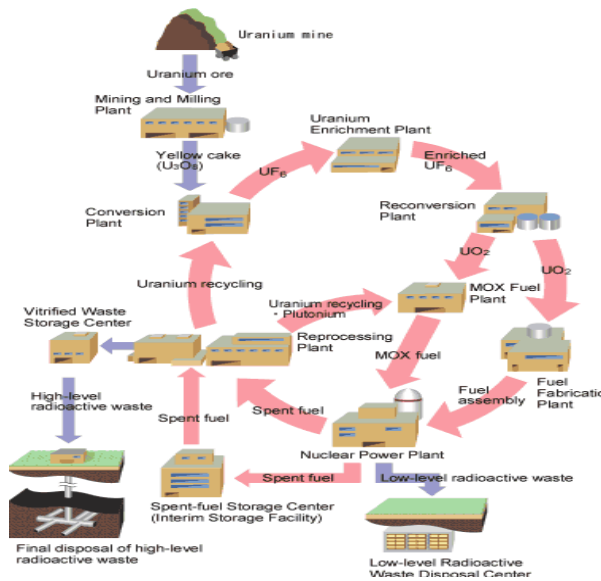 Uranium mine
Uranium ore
Mining and Milling
Plant
Yellow cake
(U₃O₈)
Uranium
Enrichment Plant
UF₆
Enriched
UF₆
Conversion
Plant
Reconversion
Plant
UO₂
UO₂
Uranium recycling
MOX Fuel
Plant
Uranium recycling
・Plutonium
Vitrified Waste
Storage Center
Reprocessing
Plant
MOX fuel
High-level
radioactive waste
Spent fuel
Spent fuel
Fuel
assembly
Fuel
Fabricatio
Plant
Nuclear Power Plant
Spent fuel
Low-level radioactive waste
Spent-fuel Storage Center
(Interim Storage Facility)
Final disposal of high-level
radioactive waste
Low-level Radioactive
Waste Disposal Center